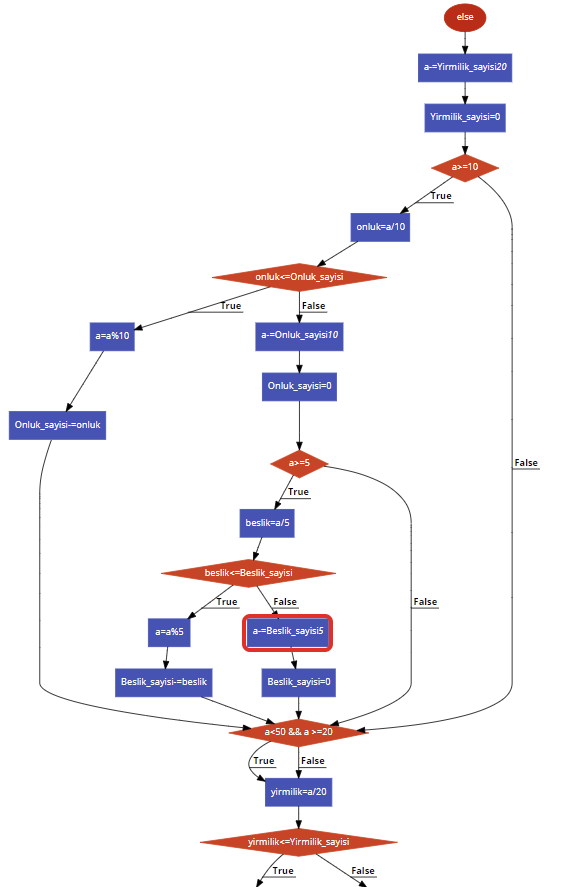 else
a-=Yirmilik_sayisi20
Yirmilik_sayisi=0
a>=10
True
onluk=a/10
onluk<=Onluk_sayisi
True
False
a=a%10
a-=Onluk_sayisi10
Onluk_sayisi=0
Onluk_sayisi-=onluk
a>=5
False
True
beslik=a/5
beslik<=Beslik_sayisi
True
False
False
a=a%5
a-=Beslik_sayisi5
Beslik_sayisi-=beslik
Beslik_sayisi=0
a<50 && a >=20
True
False
yirmilik=a/20
yirmilik<=Yirmilik_sayisi
True
False